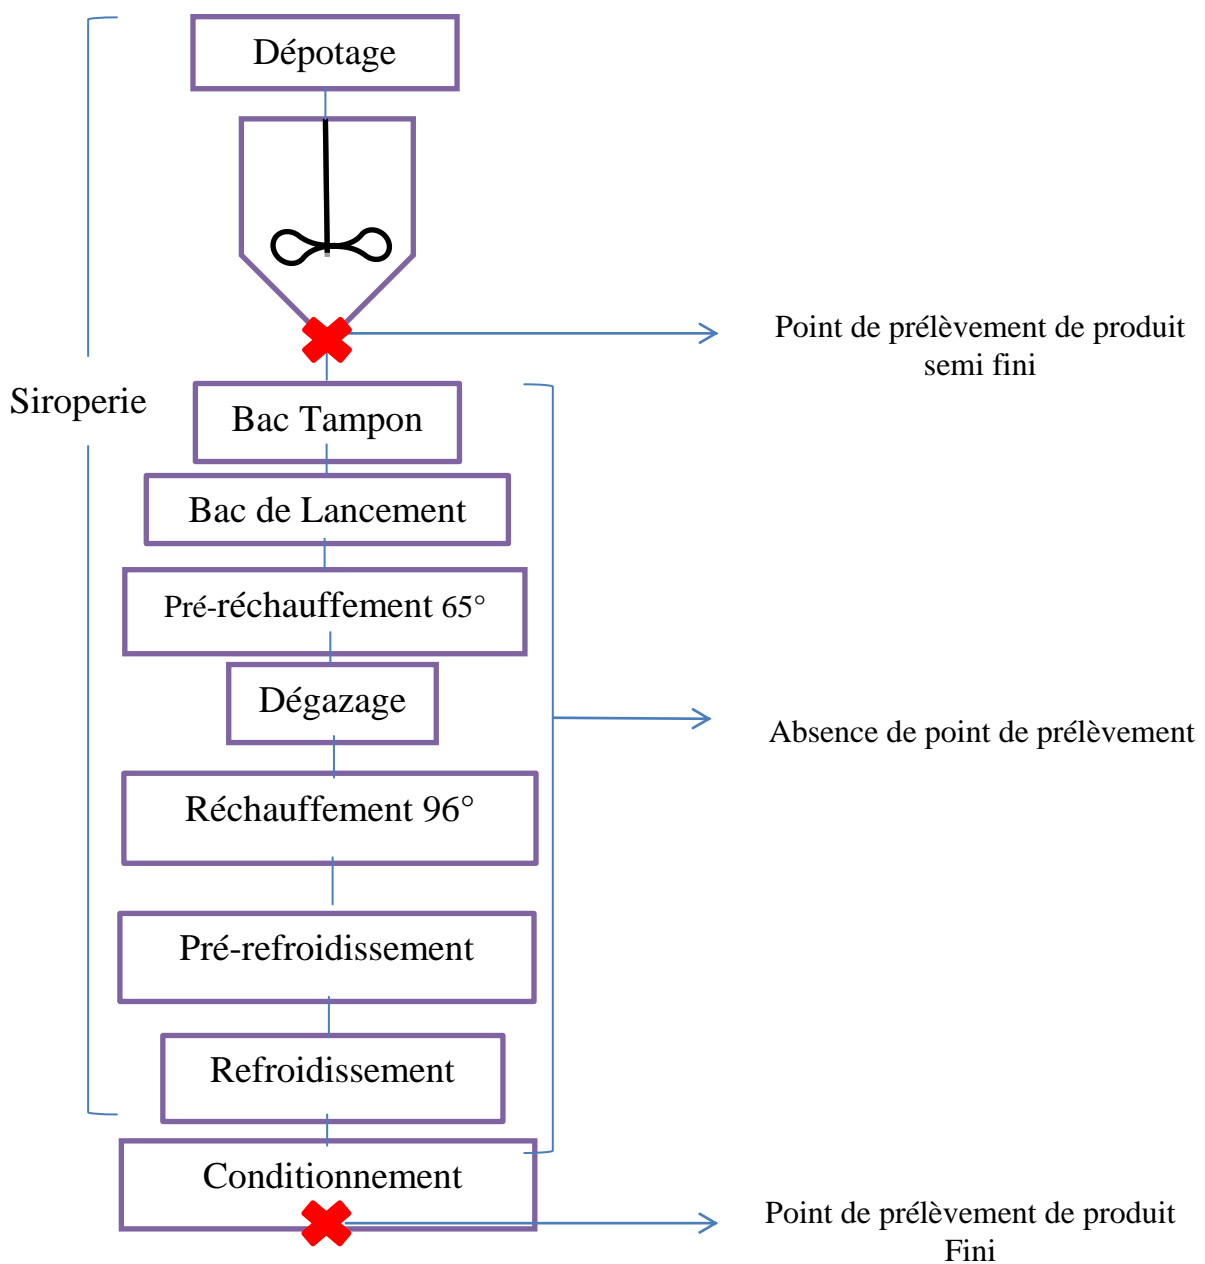 Dépotage
Point de prélèvement de produit
semi fini
Siroperie
Bac Tampon
Bac de Lancement
Pré-réchauffement 65°
Dégazage
Absence de point de prélèvement
Réchauffement 96°
Pré-refroidissement
Refroidissement
Conditionnement
Point de prélèvement de produit
Fini